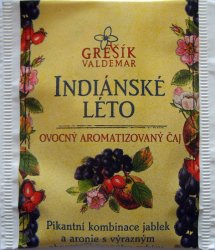 GREŠÍK
VALDEMAR
INDIÁNSKÉ
LÉTO
OVOCNÝ AROMATIZOVANÝ ČAJ
Pikantní kombinace jablek
a aronie s výrazným